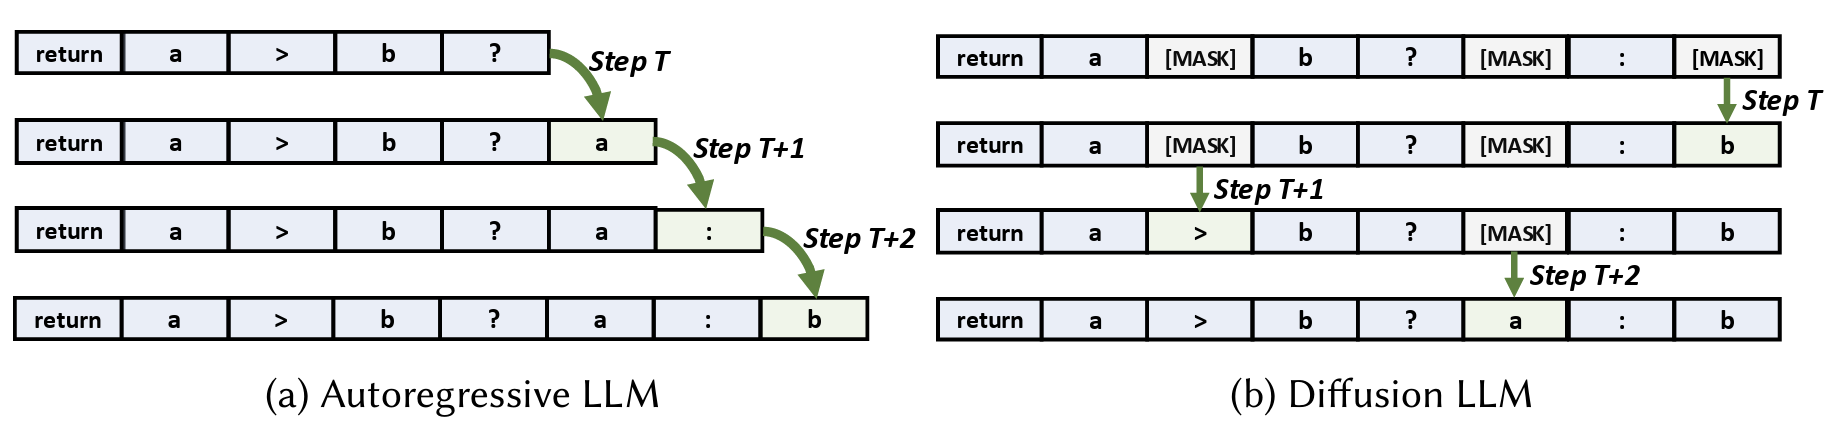 return a > b ?
Step T
return a > b ? a
Step T+1
return a > b ? a :
Step T+2
return a > b ? a : b
(a) Autoregressive LLM
return a [MASK] b ? [MASK] : [MASK]
Step T
return a [MASK] b ? [MASK] : b
Step T+1
return a > b ? [MASK] : b
Step T+2
return a > b ? a : b
(b) Diffusion LLM